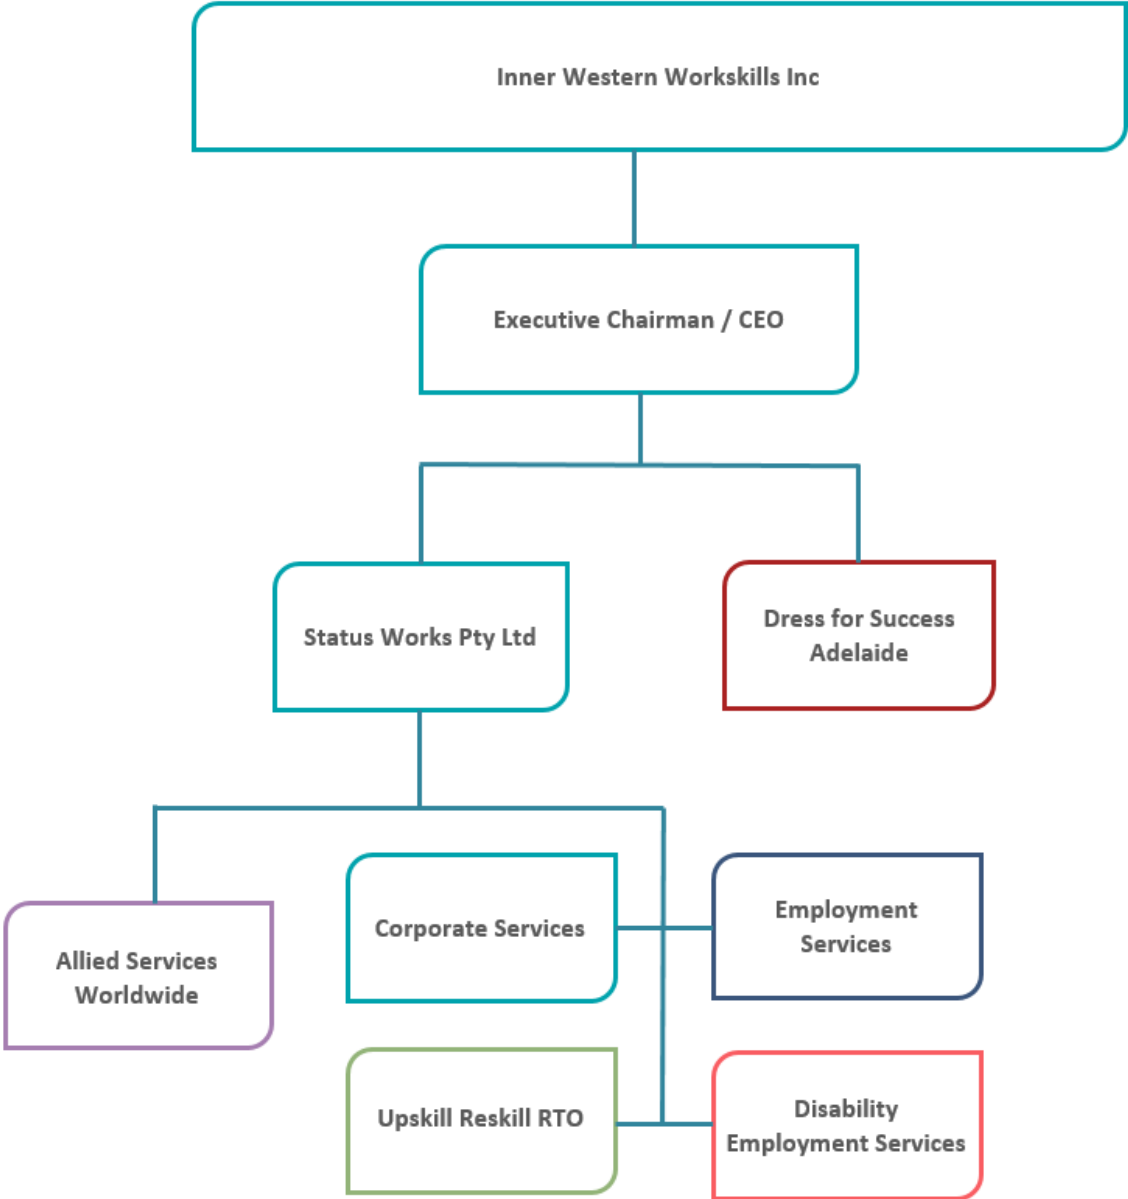 Inner Western Workskills Inc
Executive Chairman / CEO
Status Works Pty Ltd
Dress for Success
Adelaide
Allied Services
Worldwide
Corporate Services
Employment
Services
Upskill Reskill RTO
Disability
Employment Services